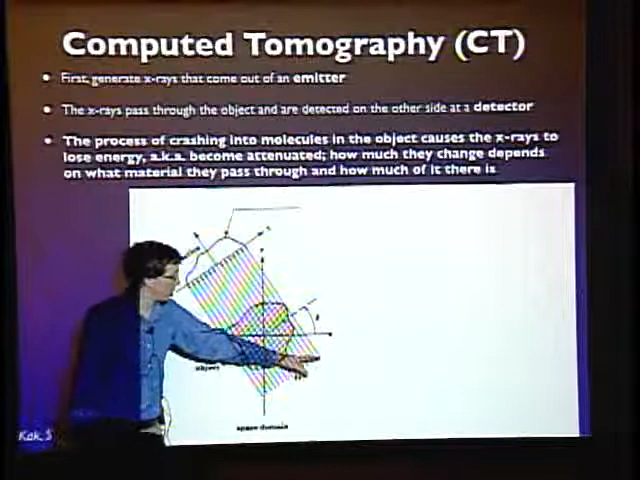 Computed Tomography (CT)
First, generate x-rays that come out of an emitter
The x-rays pass through the object and are detected on the other side at a detector
The process of crashing into molecules in the object causes the x-rays to
lose energy, a.k.a. become attenuated; how much they change depends
on what material they pass through and how much of it there is
object
space domain
Kak, S